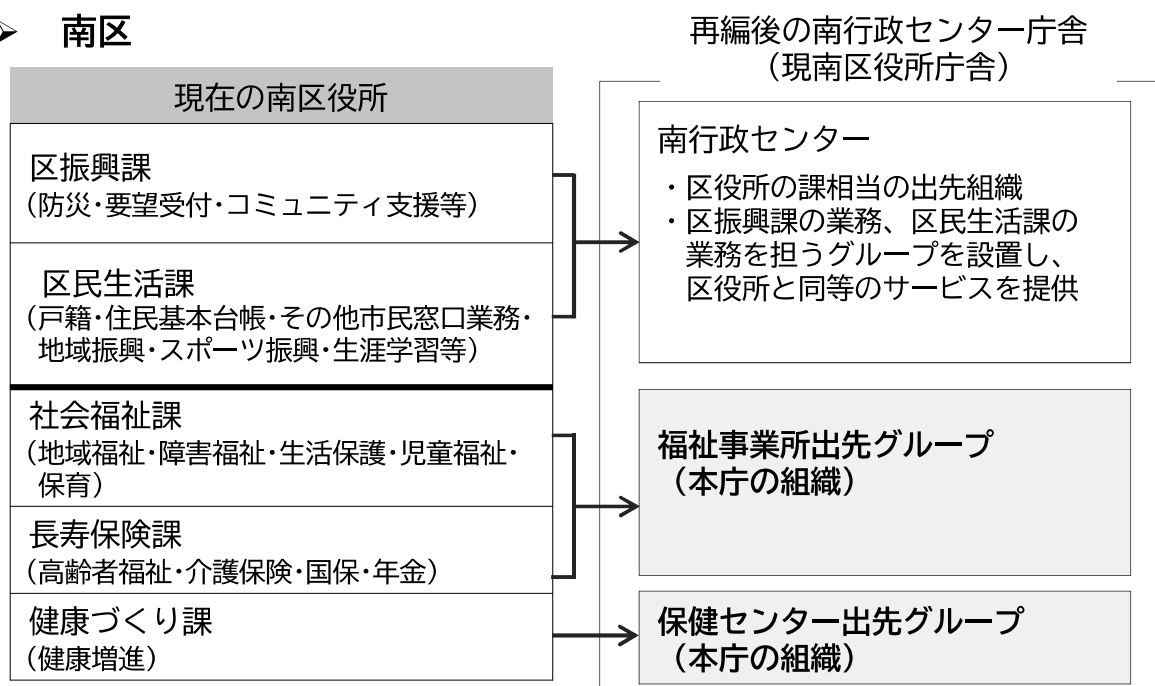 ➢ 南区
現在の南区役所
区振興課
（防災・要望受付・コミュニティ支援等）
区民生活課
（戸籍・住民基本台帳・その他市民窓口業務・
地域振興・スポーツ振興・生涯学習等）
社会福祉課
（地域福祉・障害福祉・生活保護・児童福祉・
保育）
長寿保険課
（高齢者福祉・介護保険・国保・年金）
健康づくり課
（健康増進）
再編後の南行政センター庁舎
（現南区役所庁舎）
南行政センター
・区役所の課相当の出先組織
・区振興課の業務、区民生活課の
業務を担うグループを設置し、
区役所と同等のサービスを提供
福祉事業所出先グループ
（本庁の組織）
保健センター出先グループ
（本庁の組織）